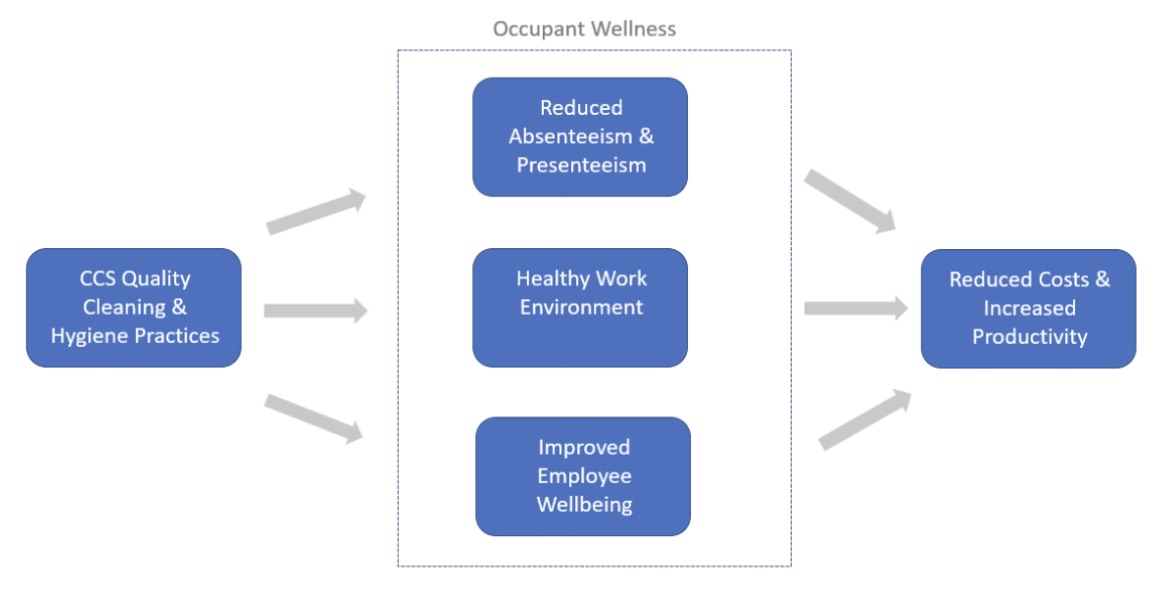 Occupant Wellness
Reduced
Absenteeism &
Presenteeism
CCS Quality
Cleaning &
Hygiene Practices
Healthy Work
Environment
Improved
Employee
Wellbeing
Reduced Costs &
Increased
Productivity